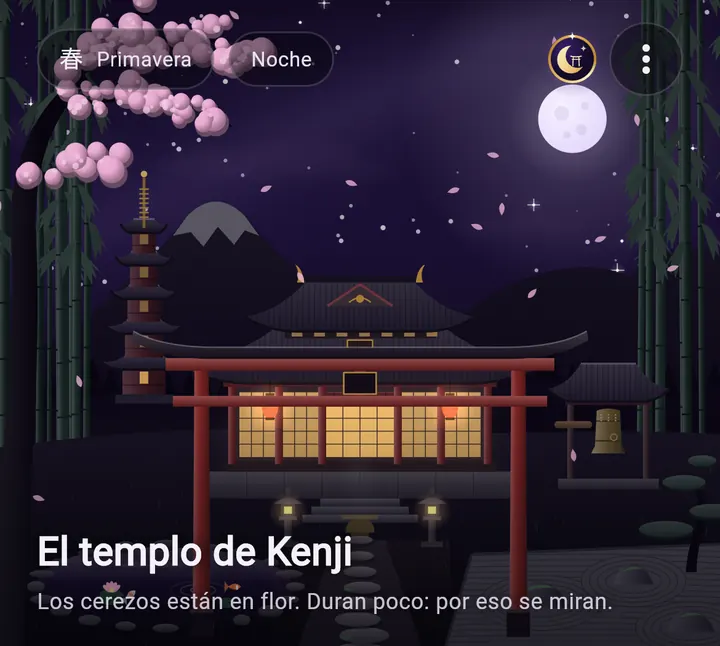 春 Primavera
Noche
El templo de Kenji
Los cerezos están en flor. Duran poco: por eso se miran.